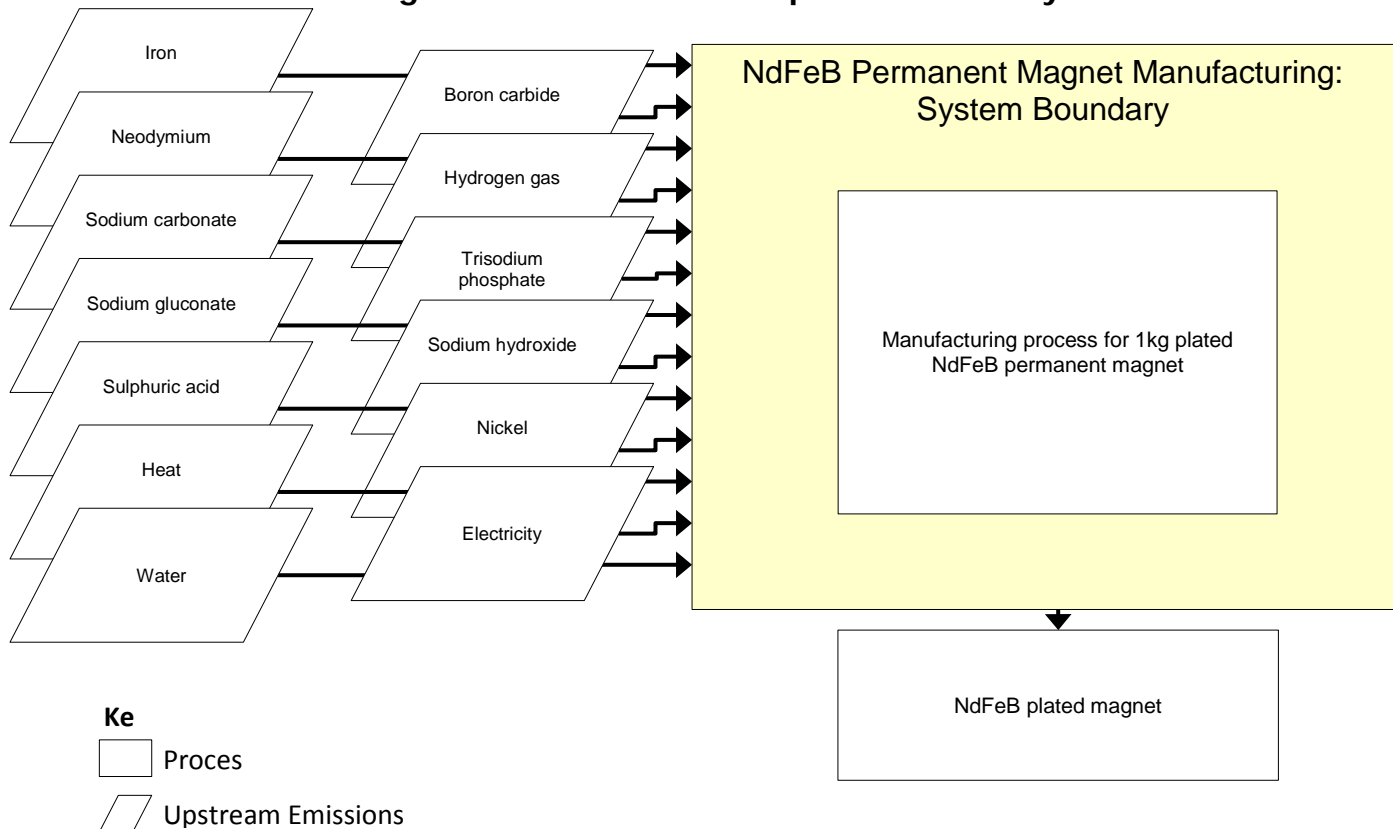 Iron
Neodymium
Sodium carbonate
Sodium gluconate
Sulphuric acid
Heat
Water
Boron carbide
Hydrogen gas
Trisodium
phosphate
Sodium hydroxide
Nickel
Electricity
NdFeB Permanent Magnet Manufacturing:
System Boundary
Manufacturing process for 1kg plated
NdFeB permanent magnet
NdFeB plated magnet
Ke
Proces
Upstream Emissions